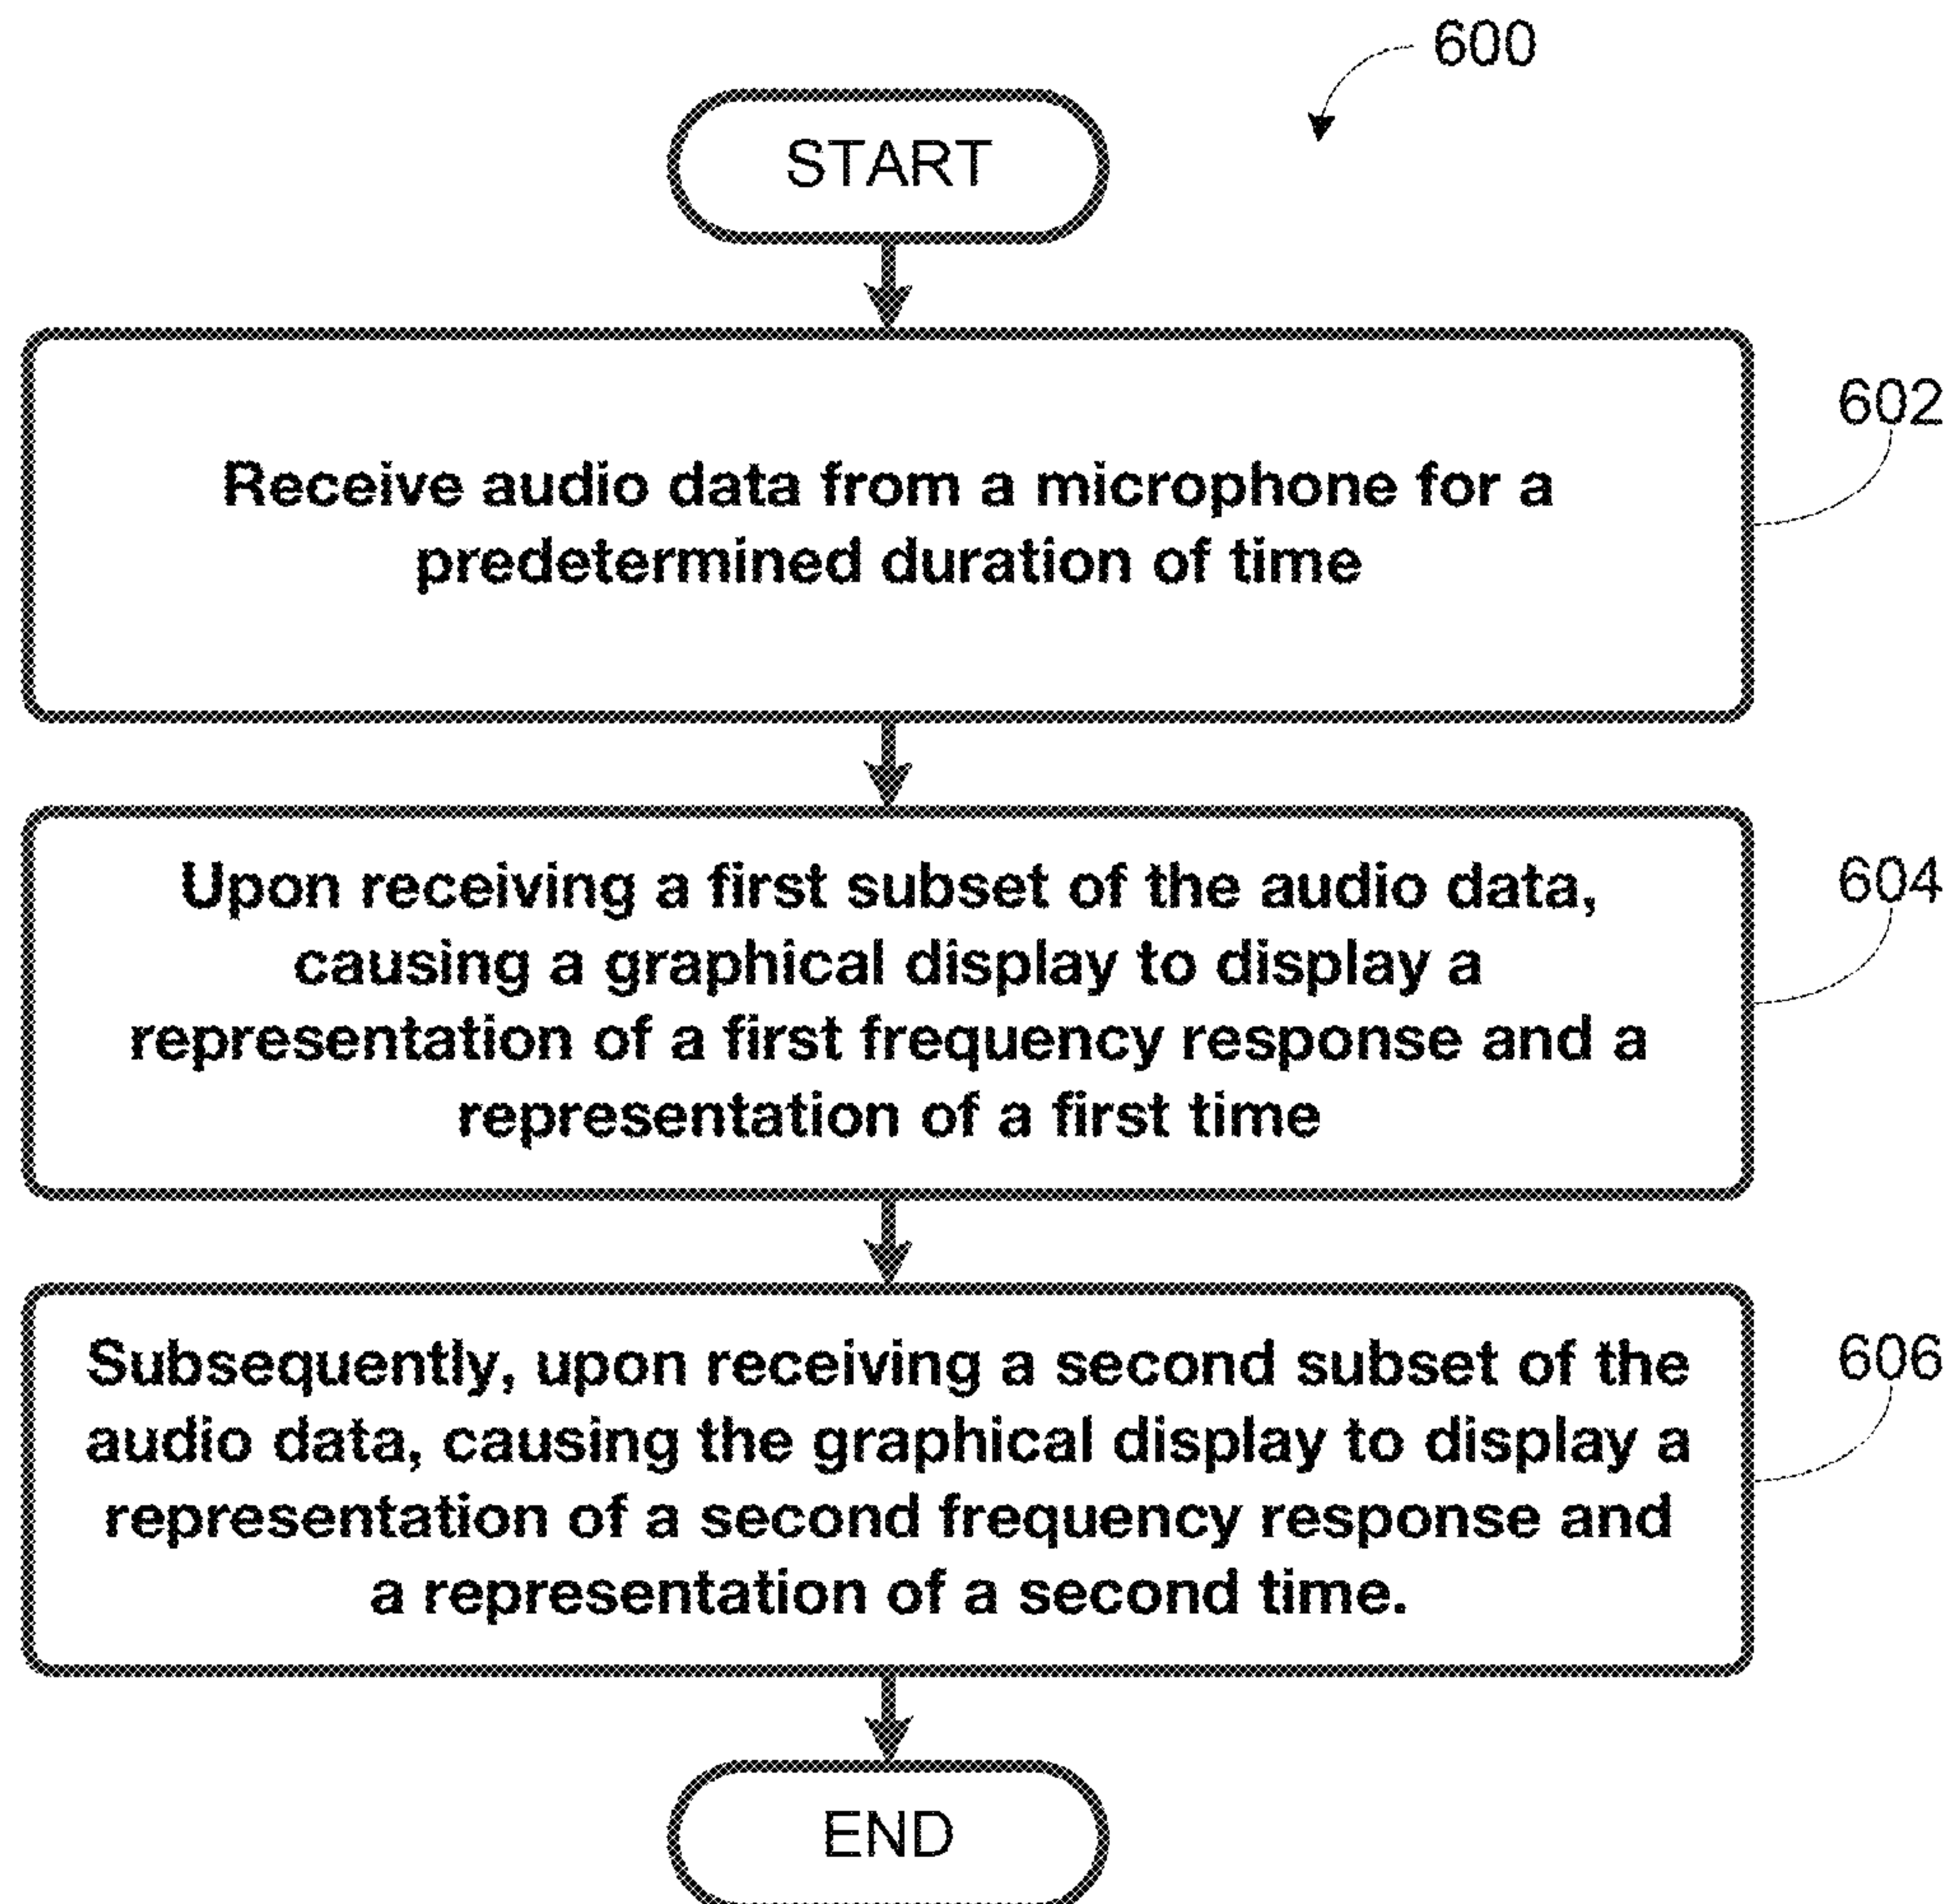 600
START
602
Receive audio data from a microphone for a
predetermined duration of time
604
Upon receiving a first subset of the audio data,
causing a graphical display to display a
representation of a first frequency response and a
representation of a first time
606
Subsequently, upon receiving a second subset of the
audio data, causing the graphical display to display a
representation of a second frequency response and
a representation of a second time.
END